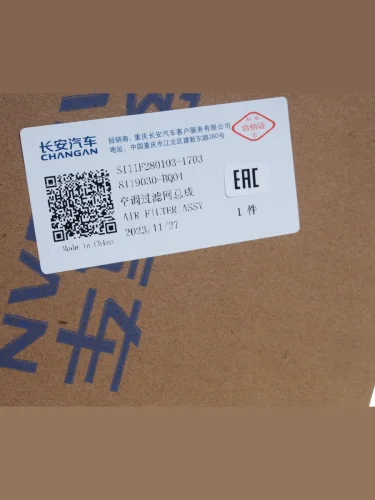 长安汽车
CHANGAN
经销商：重庆长安汽车客户服务有限公司
地址：中国重庆市江北区建新东路260号
合格证
S111F280103-1703
8119030-BQ04
空调过滤网总成
AIR FILTER ASSY
2023/11/27
EAC
1 件
Made in China
车